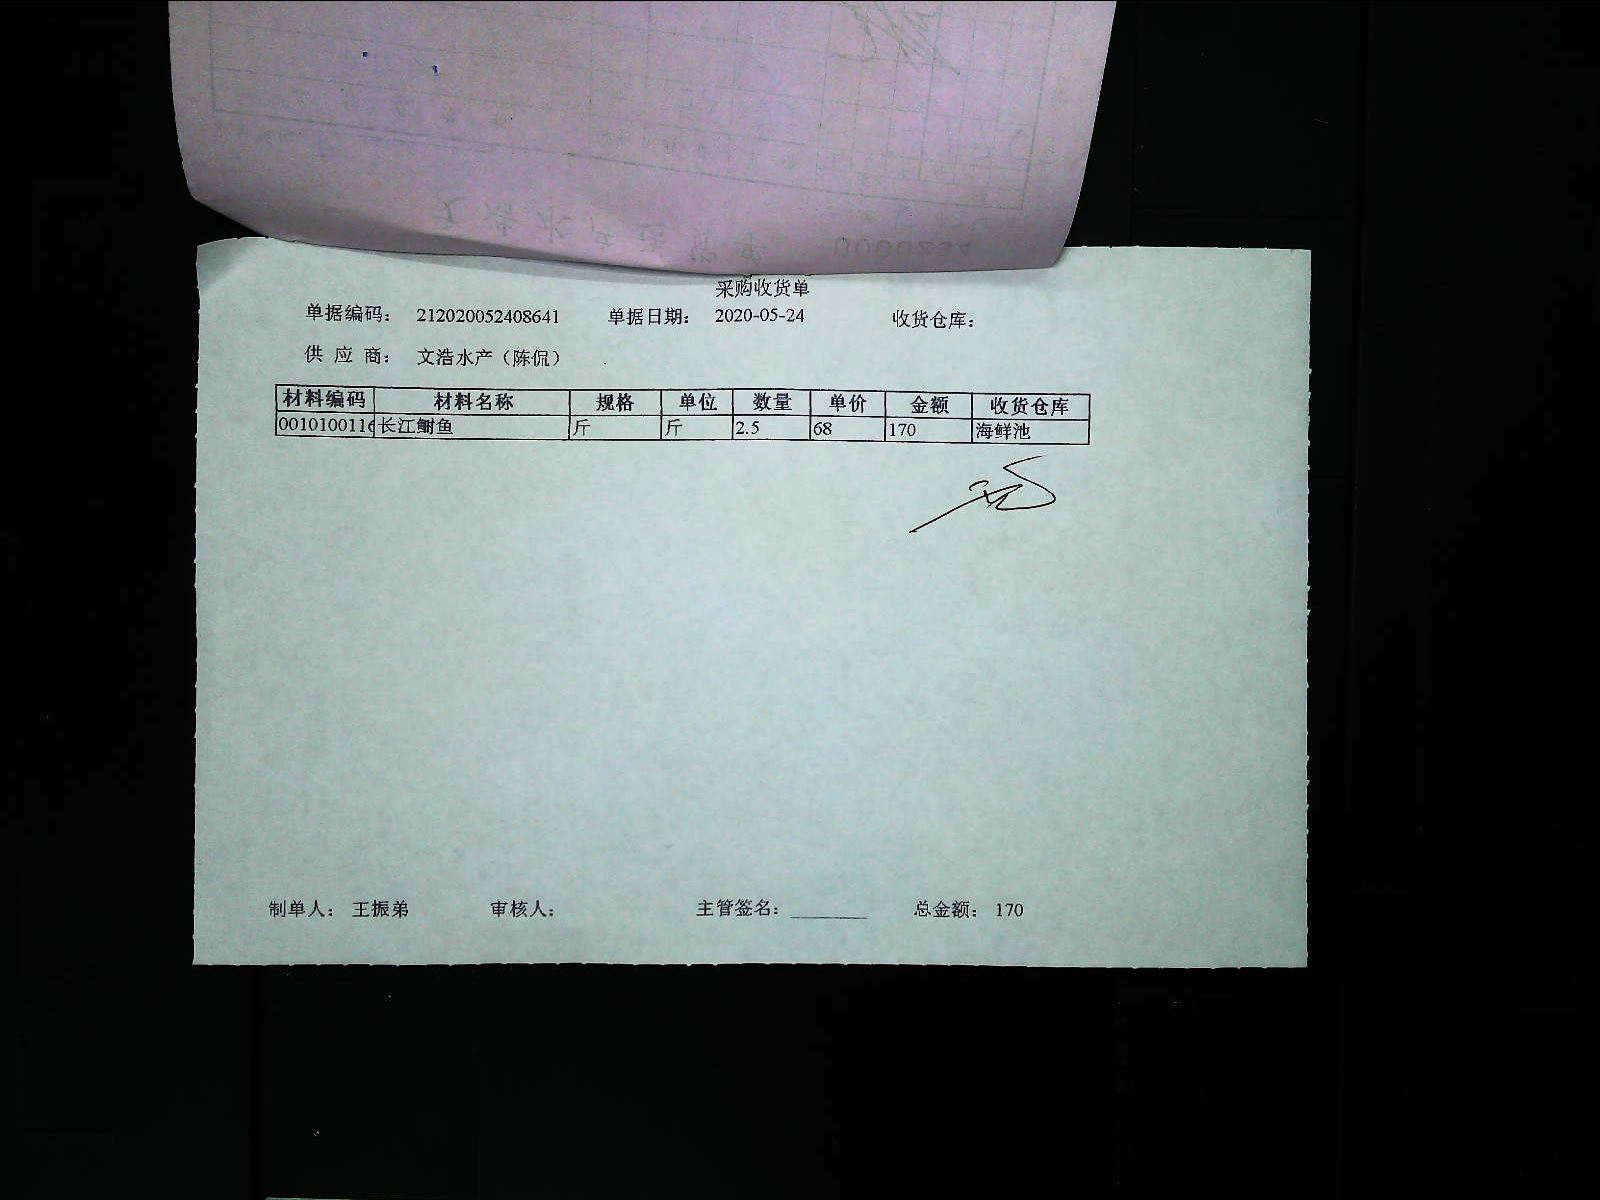 采购收货单
单据编码： 212020052408641 单据日期： 2020-05-24 收货仓库：
供 应 商： 文浩水产（陈侃）
材料编码 材料名称 规格 单位 数量 单价 金额 收货仓库
0010100116 长江鮰鱼 斤 斤 2.5 68 170 海鲜池
制单人： 王振弟 审核人： 主管签名：________ 总金额： 170